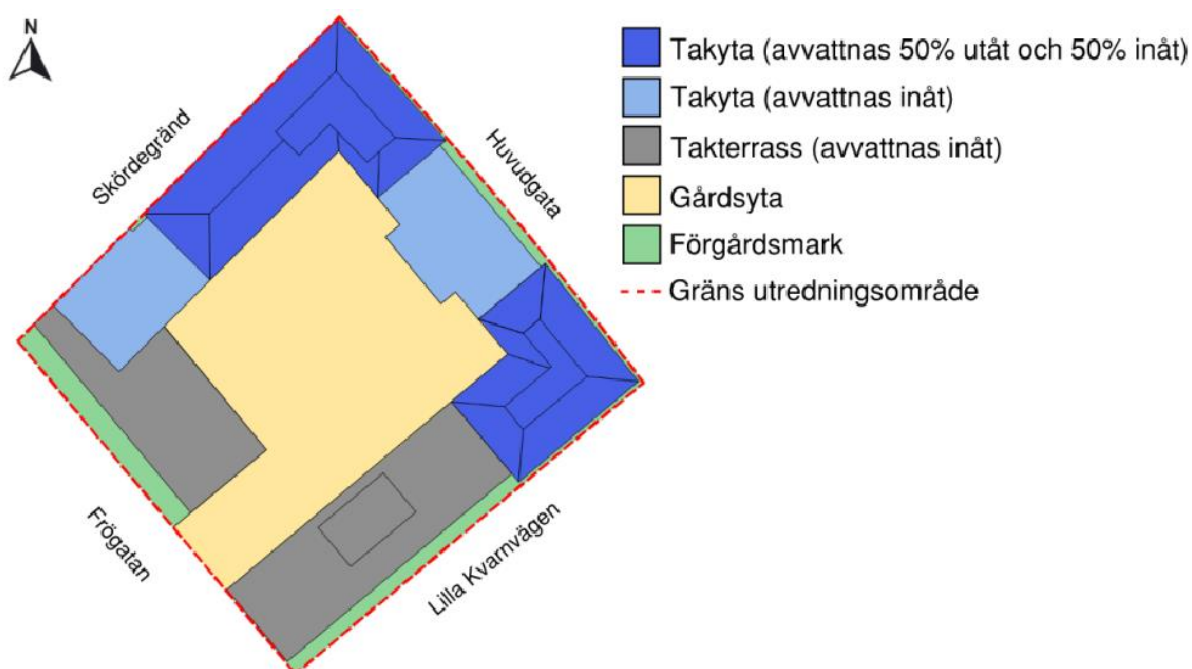 N
Skördegränd
Huvudgata
Frögatan
Lilla Kvarnvägen
Takyta (avvattnas 50% utåt och 50% inåt)
Takyta (avvattnas inåt)
Takterrass (avvattnas inåt)
Gårdsyta
Förgårdsmark
Gräns utredningsområde